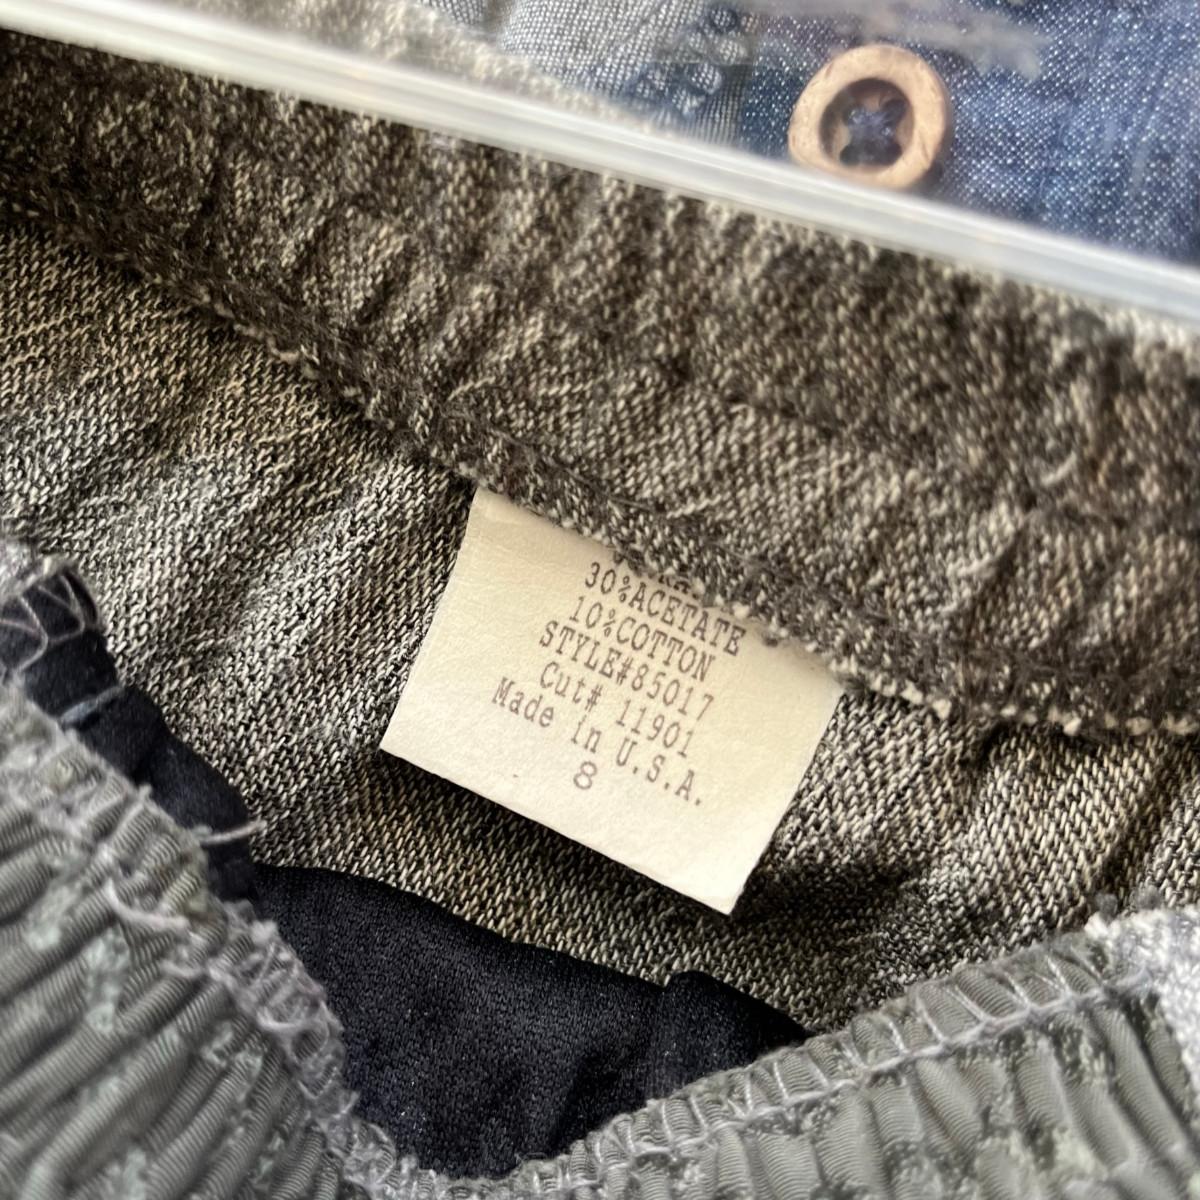 30%ACETATE
10%COTTON
STYLE#85017
Cut# 11901
Made in U.S.A.
8